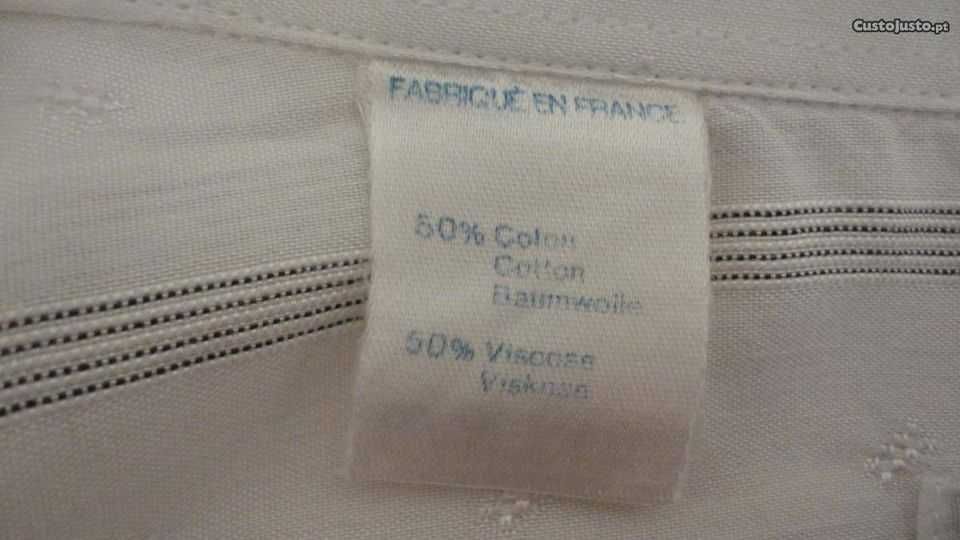 CustoJusto.pt
FABRIQUÉ EN FRANCE
50% Coton
Cotton
Baumwolle
50% Viscose
Viskose